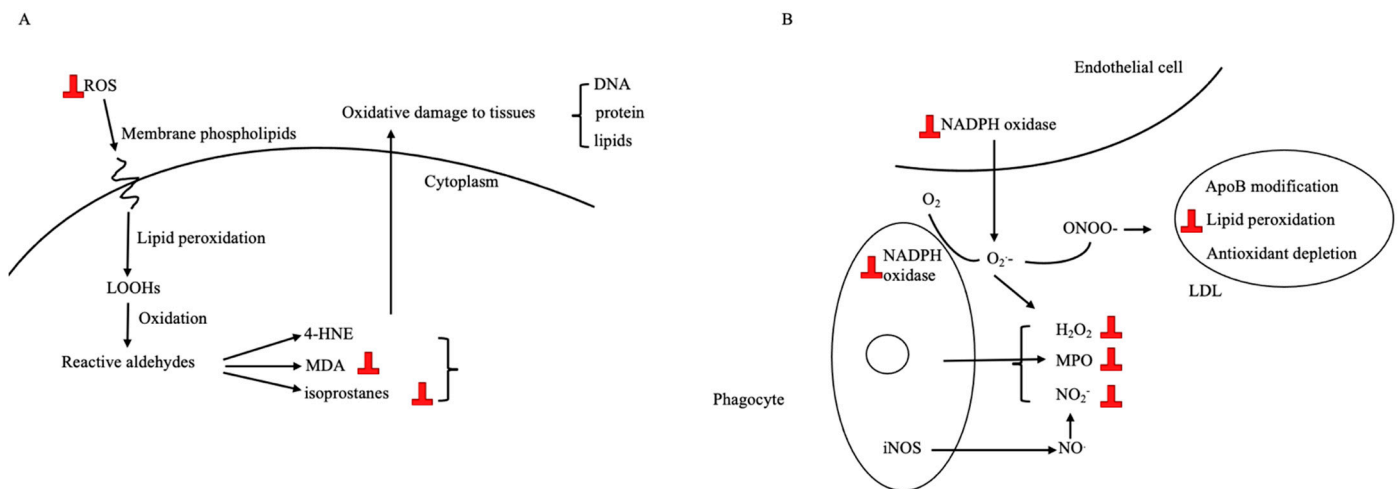 A
ROS
Membrane phospholipids
Oxidative damage to tissues
DNA
protein
lipids
Cytoplasm
Lipid peroxidation
LOOHs
Oxidation
Reactive aldehydes
4-HNE
MDA
isoprostanes
B
Endothelial cell
NADPH oxidase
O₂
O₂·-
ONOO-
ApoB modification
Lipid peroxidation
Antioxidant depletion
LDL
NADPH
oxidase
H₂O₂
MPO
NO₂⁻
Phagocyte
iNOS
NO·